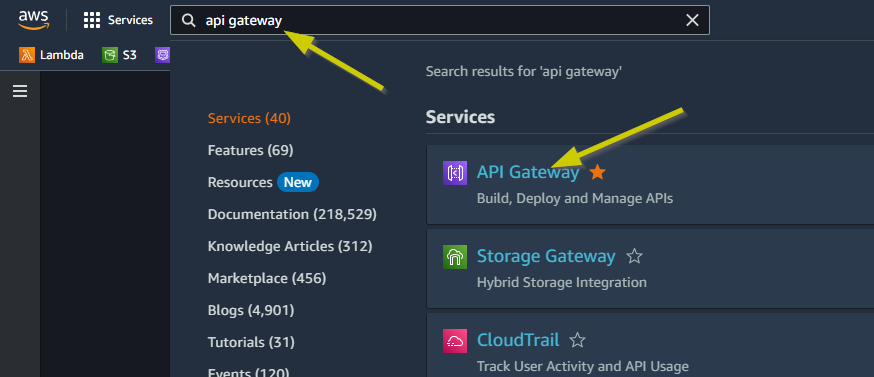 aws
Services
api gateway
Lambda
S3
Search results for 'api gateway'
Services (40)
Features (69)
Resources New
Documentation (218,529)
Knowledge Articles (312)
Marketplace (456)
Blogs (4,901)
Tutorials (31)
Events (120)
Services
API Gateway
Build, Deploy and Manage APIs
Storage Gateway
Hybrid Storage Integration
CloudTrail
Track User Activity and API Usage